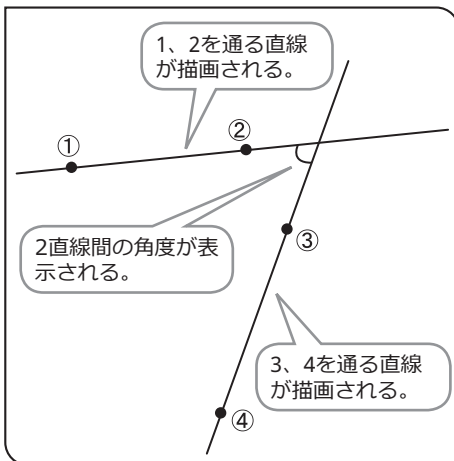 1、2を通る直線
が描画される。
①
②
2直線間の角度が表
示される。
③
3、4を通る直線
が描画される。
④